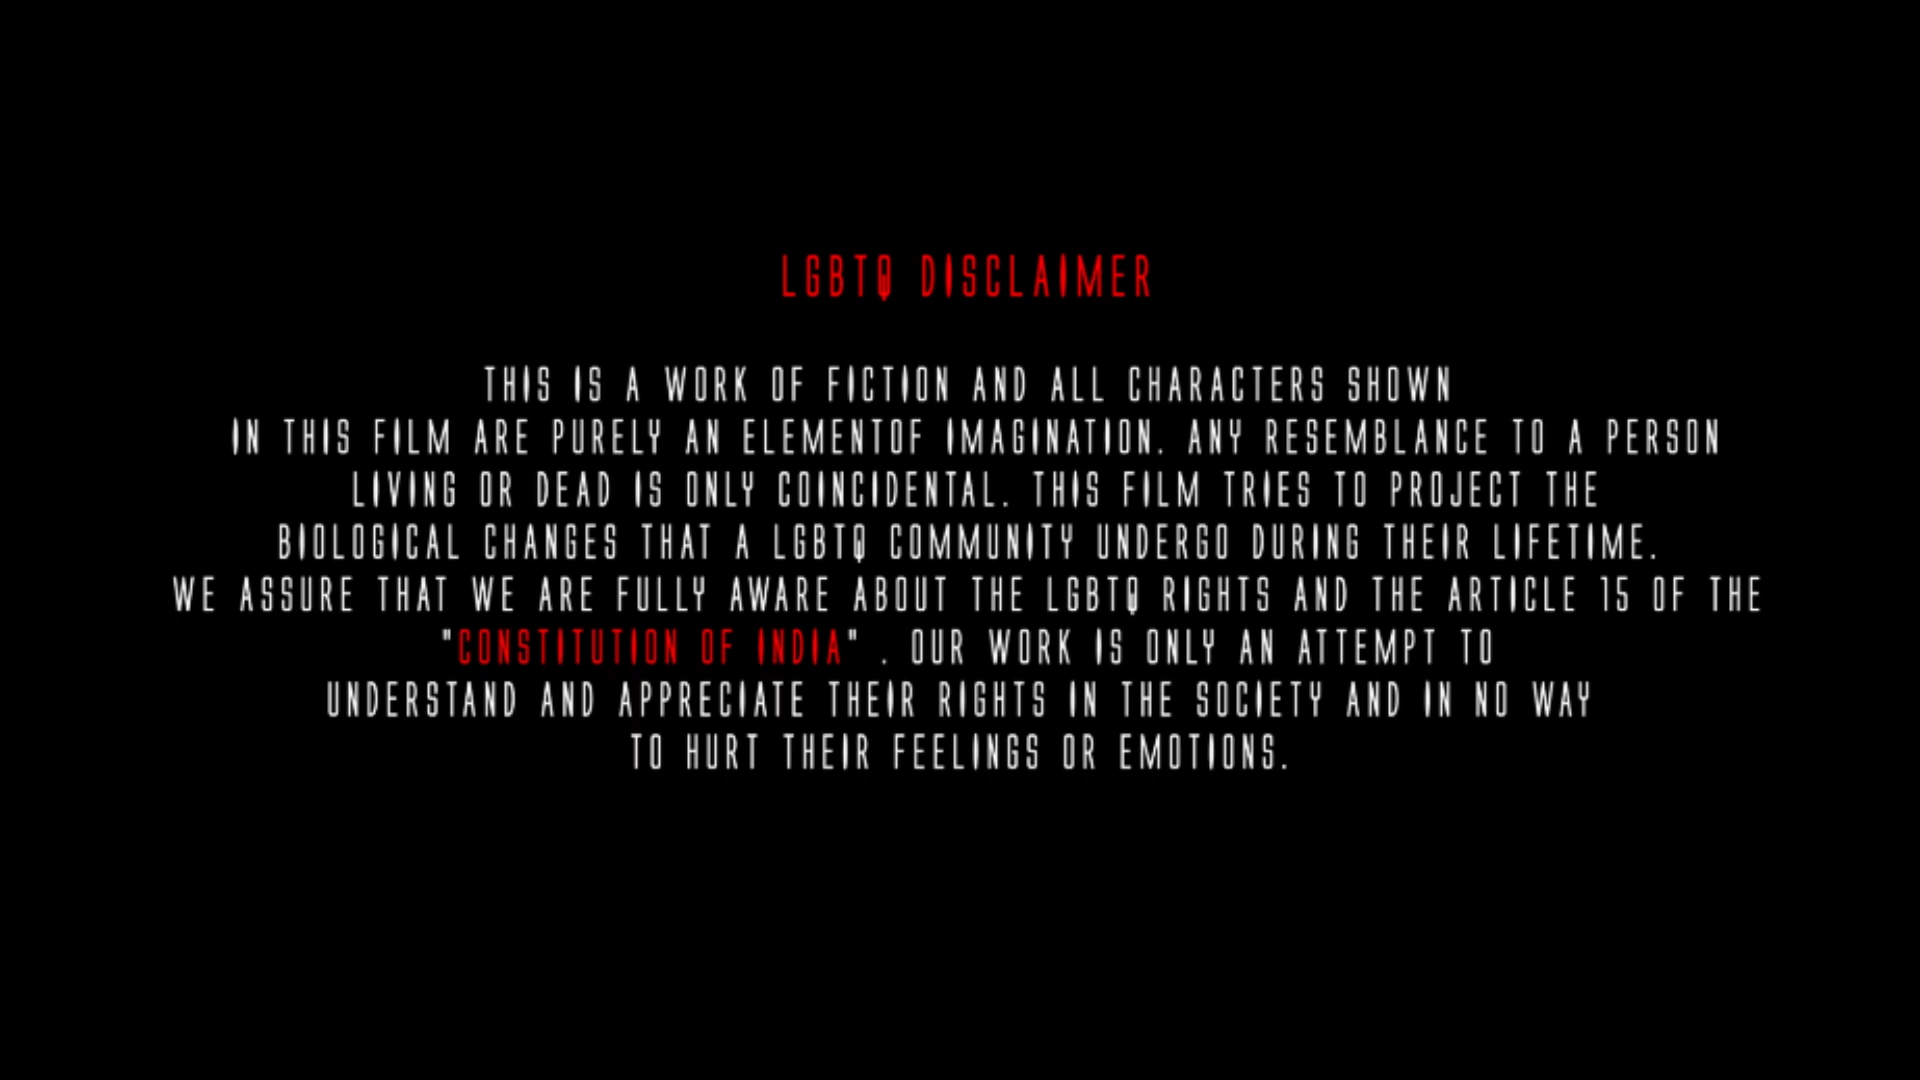 LGBTQ DISCLAIMER
THIS IS A WORK OF FICTION AND ALL CHARACTERS SHOWN
IN THIS FILM ARE PURELY AN ELEMENTOF IMAGINATION. ANY RESEMBLANCE TO A PERSON
LIVING OR DEAD IS ONLY COINCIDENTAL. THIS FILM TRIES TO PROJECT THE
BIOLOGICAL CHANGES THAT A LGBTQ COMMUNITY UNDERGO DURING THEIR LIFETIME.
WE ASSURE THAT WE ARE FULLY AWARE ABOUT THE LGBTQ RIGHTS AND THE ARTICLE 15 OF THE
"CONSTITUTION OF INDIA" . OUR WORK IS ONLY AN ATTEMPT TO
UNDERSTAND AND APPRECIATE THEIR RIGHTS IN THE SOCIETY AND IN NO WAY
TO HURT THEIR FEELINGS OR EMOTIONS.